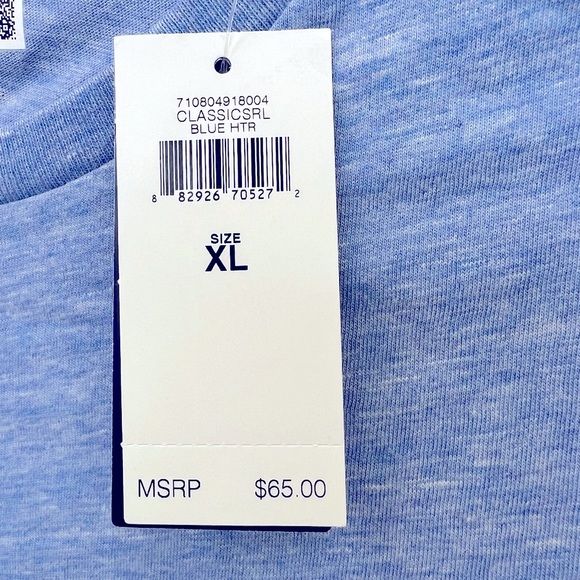 710804918004
CLASSICSRL
BLUE HTR
8 82926 70527 2
SIZE
XL
MSRP $65.00